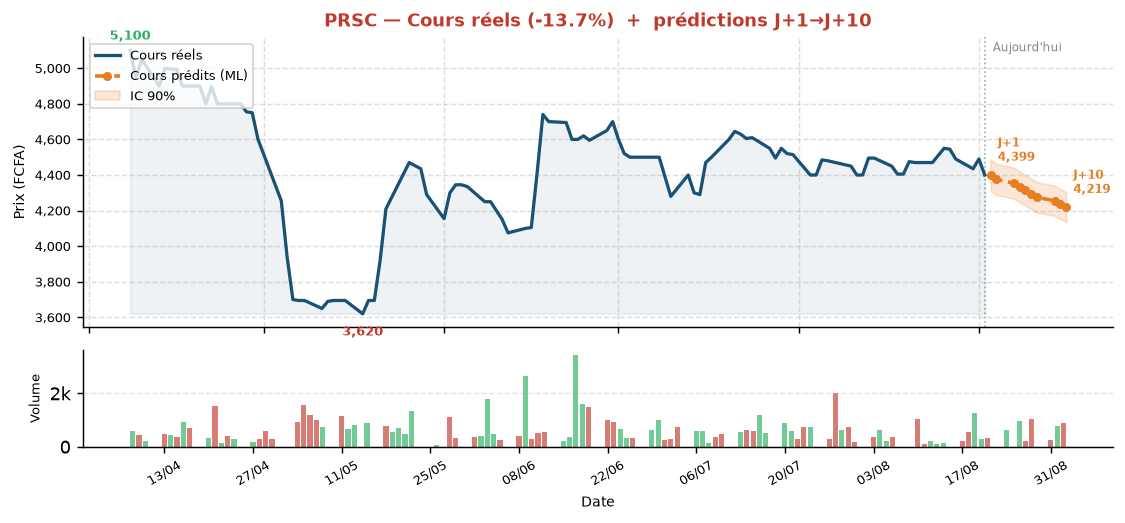 PRSC — Cours réels (-13.7%)  +  prédictions J+1→J+10
5,100
Aujourd'hui
Cours réels
Cours prédits (ML)
IC 90%
Prix (FCFA)
5,000
4,800
4,600
4,400
4,200
4,000
3,800
3,600
J+1
4,399
J+10
4,219
3,620
Volume
2k
0
13/04
27/04
11/05
25/05
08/06
22/06
06/07
20/07
03/08
17/08
31/08
Date